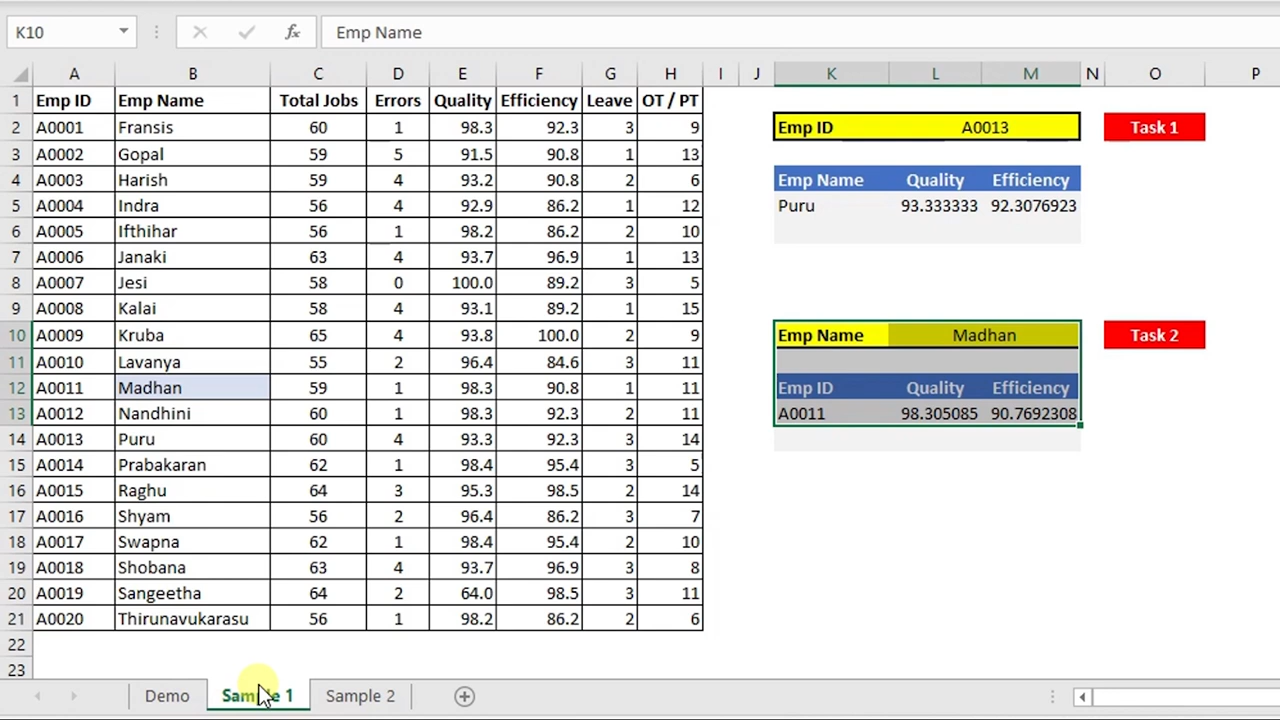 K10 fx Emp Name
A B C D E F G H I J K L M N O P
1 Emp ID Emp Name Total Jobs Errors Quality Efficiency Leave OT / PT
2 A0001 Fransis 60 1 98.3 92.3 3 9 Emp ID A0013 Task 1
3 A0002 Gopal 59 5 91.5 90.8 1 13
4 A0003 Harish 59 4 93.2 90.8 2 6 Emp Name Quality Efficiency
5 A0004 Indra 56 4 92.9 86.2 1 12 Puru 93.333333 92.3076923
6 A0005 Ifthihar 56 1 98.2 86.2 2 10
7 A0006 Janaki 63 4 93.7 96.9 1 13
8 A0007 Jesi 58 0 100.0 89.2 3 5
9 A0008 Kalai 58 4 93.1 89.2 1 15
10 A0009 Kruba 65 4 93.8 100.0 2 9 Emp Name Madhan Task 2
11 A0010 Lavanya 55 2 96.4 84.6 3 11
12 A0011 Madhan 59 1 98.3 90.8 1 11 Emp ID Quality Efficiency
13 A0012 Nandhini 60 1 98.3 92.3 2 11 A0011 98.305085 90.7692308
14 A0013 Puru 60 4 93.3 92.3 3 14
15 A0014 Prabakaran 62 1 98.4 95.4 3 5
16 A0015 Raghu 64 3 95.3 98.5 2 14
17 A0016 Shyam 56 2 96.4 86.2 3 7
18 A0017 Swapna 62 1 98.4 95.4 2 10
19 A0018 Shobana 63 4 93.7 96.9 3 8
20 A0019 Sangeetha 64 2 64.0 98.5 3 11
21 A0020 Thirunavukarasu 56 1 98.2 86.2 2 6
22
23
Demo Sample 1 Sample 2